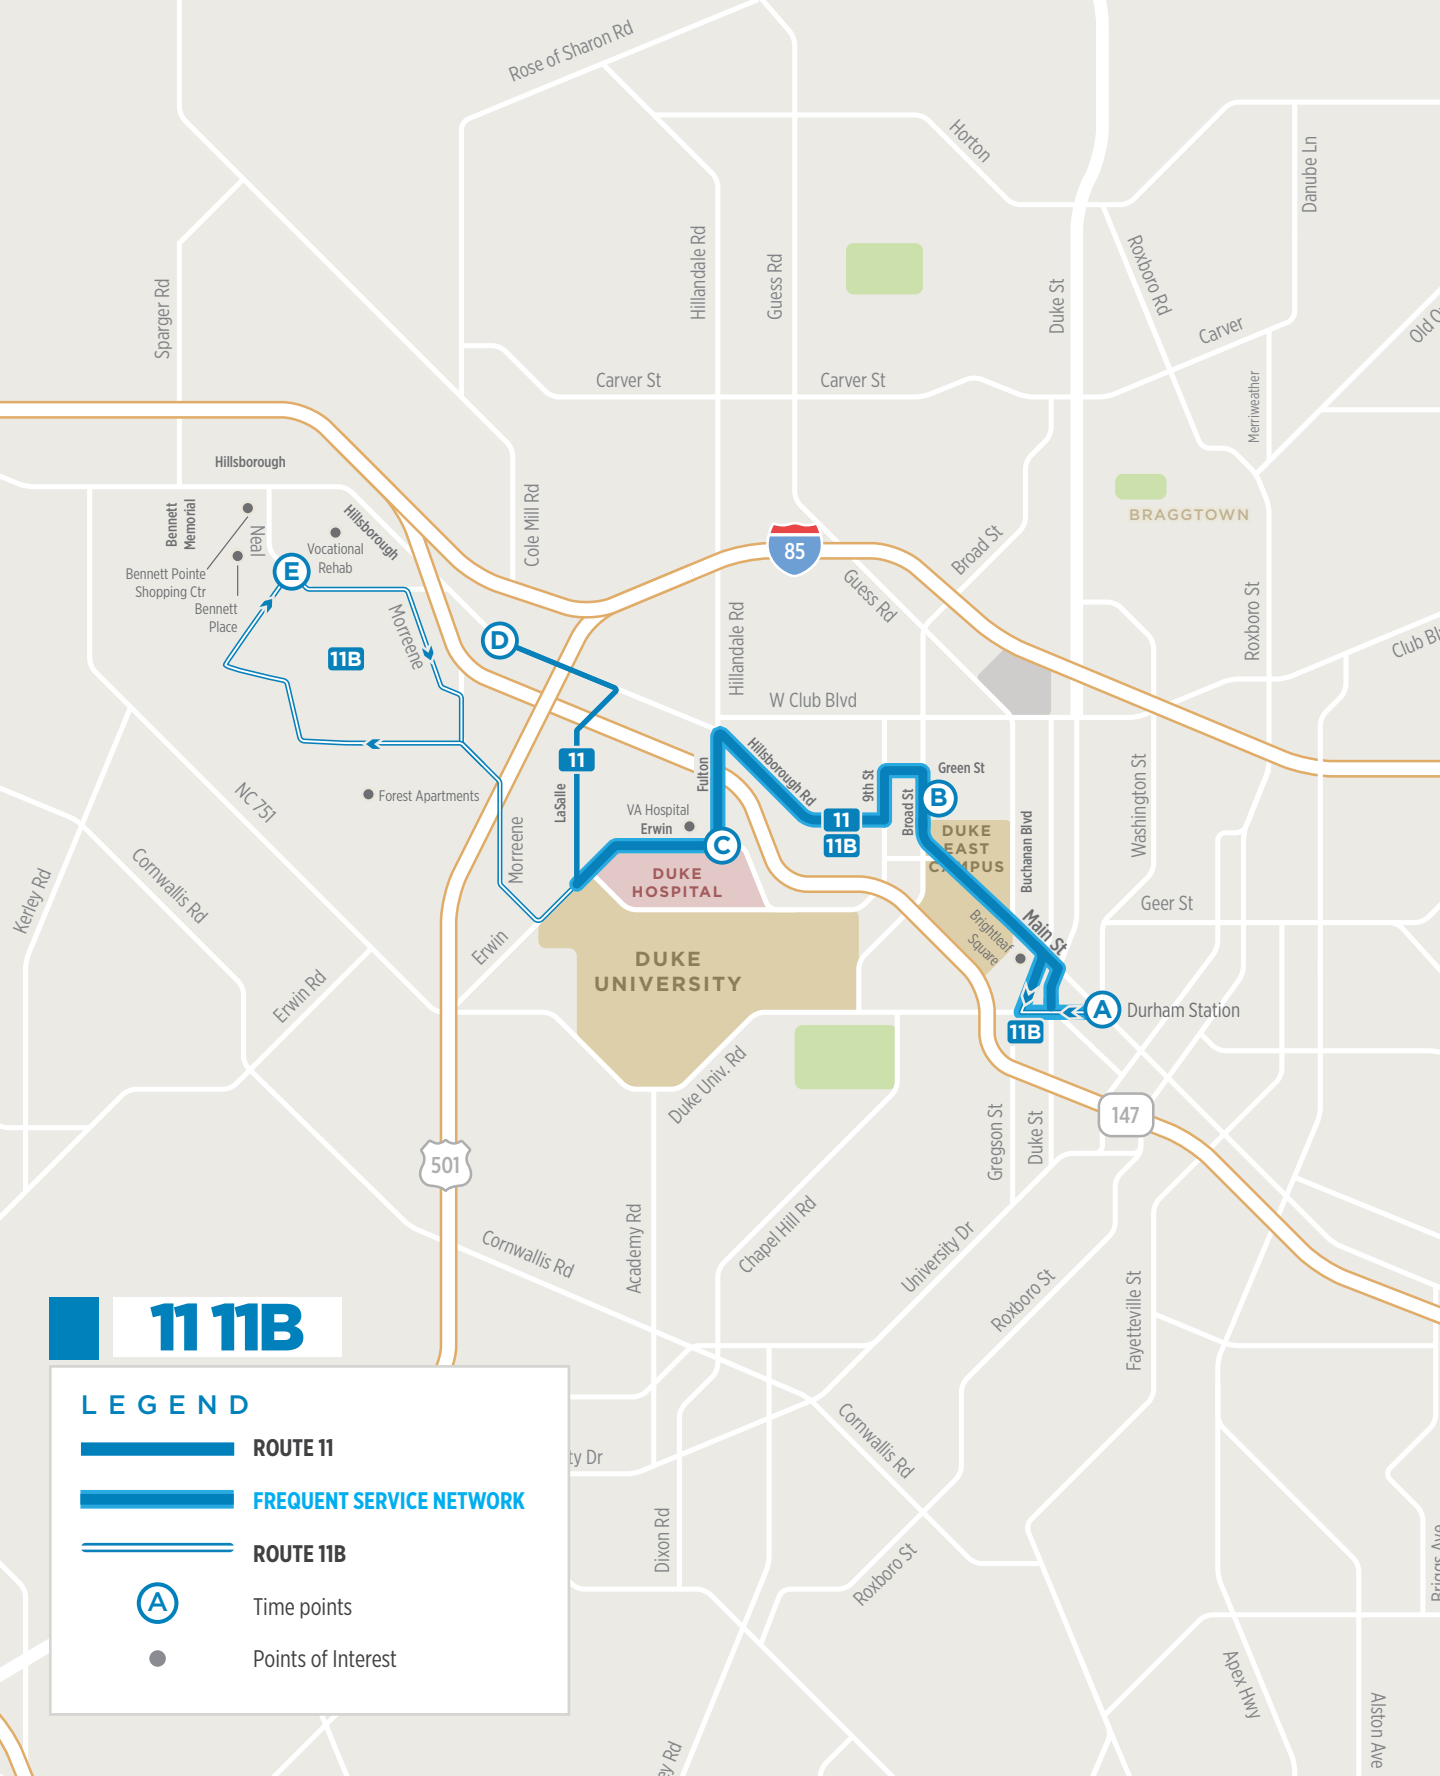 Rose of Sharon Rd
Horton
Danube Ln
Hillandale Rd
Guess Rd
Roxboro Rd
Duke St
Sparger Rd
Carver
Carver St
Carver St
Merriweather
Hillsborough
Bennett
Memorial
Neal
Hillsborough
Cole Mill Rd
BRAGGTOWN
Broad St
85
Vocational
Rehab
Bennett Pointe
Shopping Ctr
Bennett
Place
E
Guess Rd
Roxboro St
Morreene
11B
D
Hillandale Rd
W Club Blvd
11
Fulton
Hillsborough Rd
9th St
Green St
Broad St
B
Washington St
NC 751
Forest Apartments
LaSalle
VA Hospital
Erwin
C
11
11B
DUKE
EAST
CAMPUS
Buchanan Blvd
Morreene
DUKE
HOSPITAL
Kerley Rd
Cornwallis Rd
Geer St
Main St
Brightleaf
Square
Erwin
DUKE
UNIVERSITY
Erwin Rd
A
Durham Station
11B
Duke Univ. Rd
147
Gregson St
Duke St
501
Academy Rd
Cornwallis Rd
Chapel Hill Rd
University Dr
Roxboro St
Fayetteville St
11 11B
LEGEND
ROUTE 11
FREQUENT SERVICE NETWORK
ROUTE 11B
A
Time points
Points of Interest
ty Dr
Cornwallis Rd
Dixon Rd
Roxboro St
Apex Hwy
Alston Ave